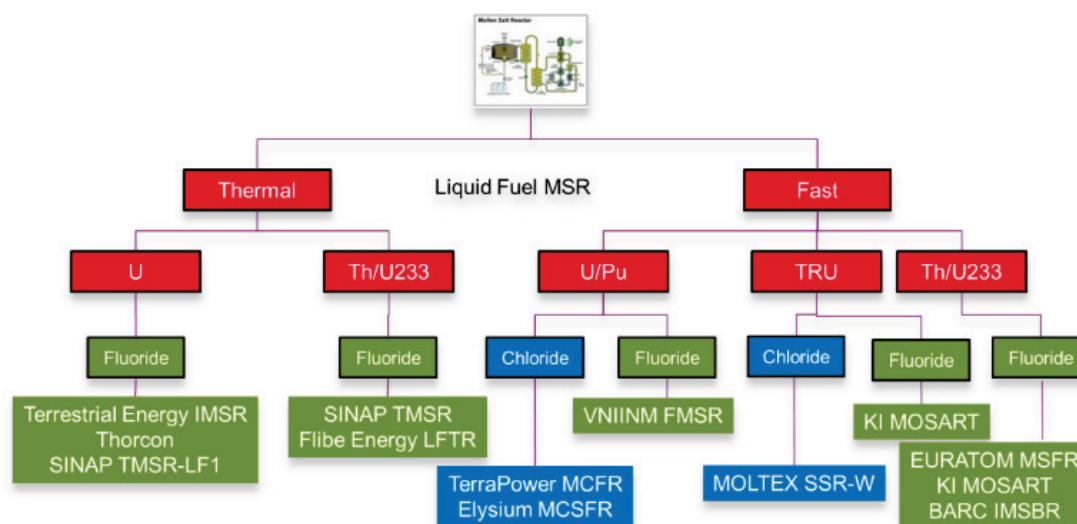 Molten Salt Reactor
Thermal
Liquid Fuel MSR
Fast
U
Th/U233
U/Pu
TRU
Th/U233
Fluoride
Fluoride
Chloride
Fluoride
Chloride
Fluoride
Fluoride
Terrestrial Energy IMSR
Thorcon
SINAP TMSR-LF1
SINAP TMSR
Flibe Energy LFTR
TerraPower MCFR
Elysium MCSFR
VNIINM FMSR
MOLTEX SSR-W
KI MOSART
EURATOM MSFR
KI MOSART
BARC IMSBR